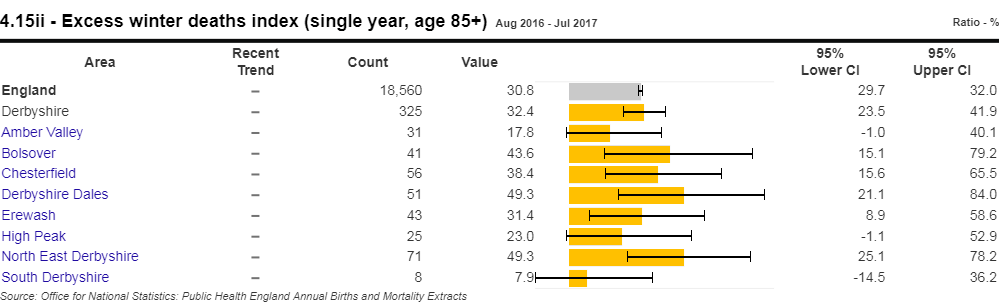 4.15ii - Excess winter deaths index (single year, age 85+) Aug 2016 - Jul 2017 Ratio - %
Area Recent Trend Count Value 95% Lower CI 95% Upper CI
England – 18,560 30.8 29.7 32.0
Derbyshire – 325 32.4 23.5 41.9
Amber Valley – 31 17.8 -1.0 40.1
Bolsover – 41 43.6 15.1 79.2
Chesterfield – 56 38.4 15.6 65.5
Derbyshire Dales – 51 49.3 21.1 84.0
Erewash – 43 31.4 8.9 58.6
High Peak – 25 23.0 -1.1 52.9
North East Derbyshire – 71 49.3 25.1 78.2
South Derbyshire – 8 7.9 -14.5 36.2
Source: Office for National Statistics: Public Health England Annual Births and Mortality Extracts